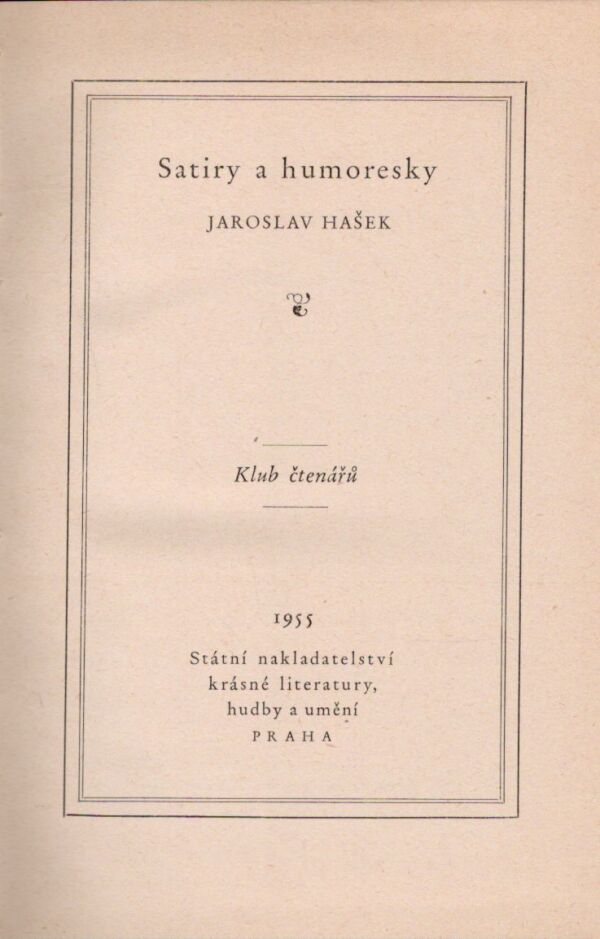 Satiry a humoresky
JAROSLAV HAŠEK
Klub čtenářů
1955
Státní nakladatelství
krásné literatury,
hudby a umění
PRAHA